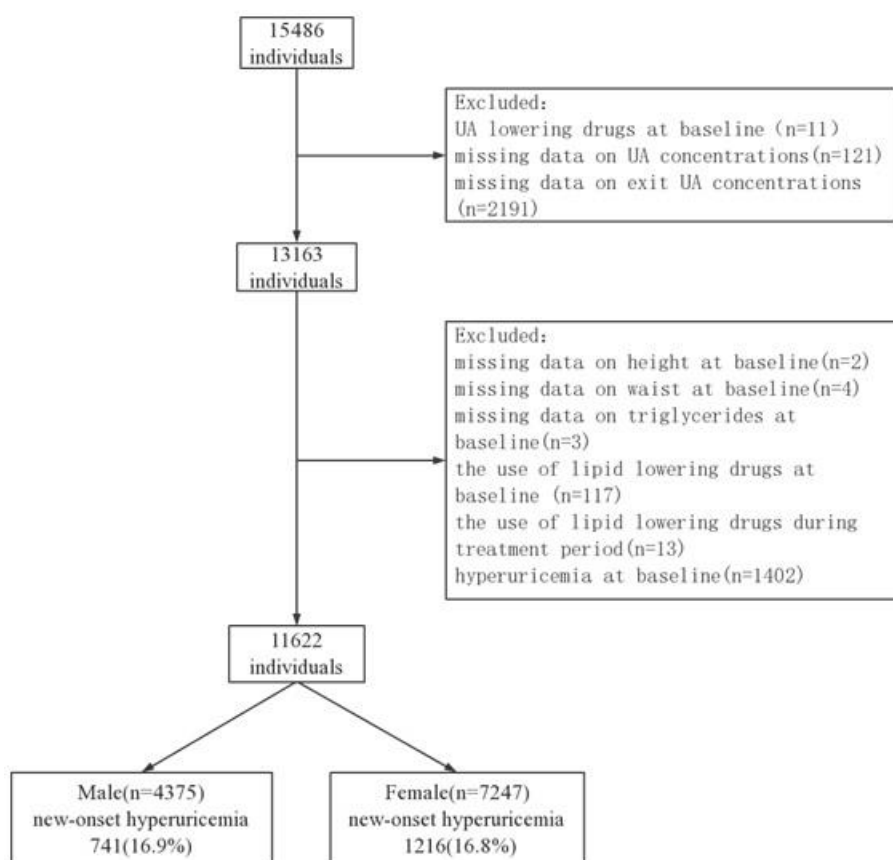 15486
individuals
Excluded:
UA lowering drugs at baseline (n=11)
missing data on UA concentrations(n=121)
missing data on exit UA concentrations
(n=2191)
13163
individuals
Excluded:
missing data on height at baseline(n=2)
missing data on waist at baseline(n=4)
missing data on triglycerides at
baseline(n=3)
the use of lipid lowering drugs at
baseline (n=117)
the use of lipid lowering drugs during
treatment period(n=13)
hyperuricemia at baseline(n=1402)
11622
individuals
Male(n=4375)
new-onset hyperuricemia
741(16.9%)
Female(n=7247)
new-onset hyperuricemia
1216(16.8%)